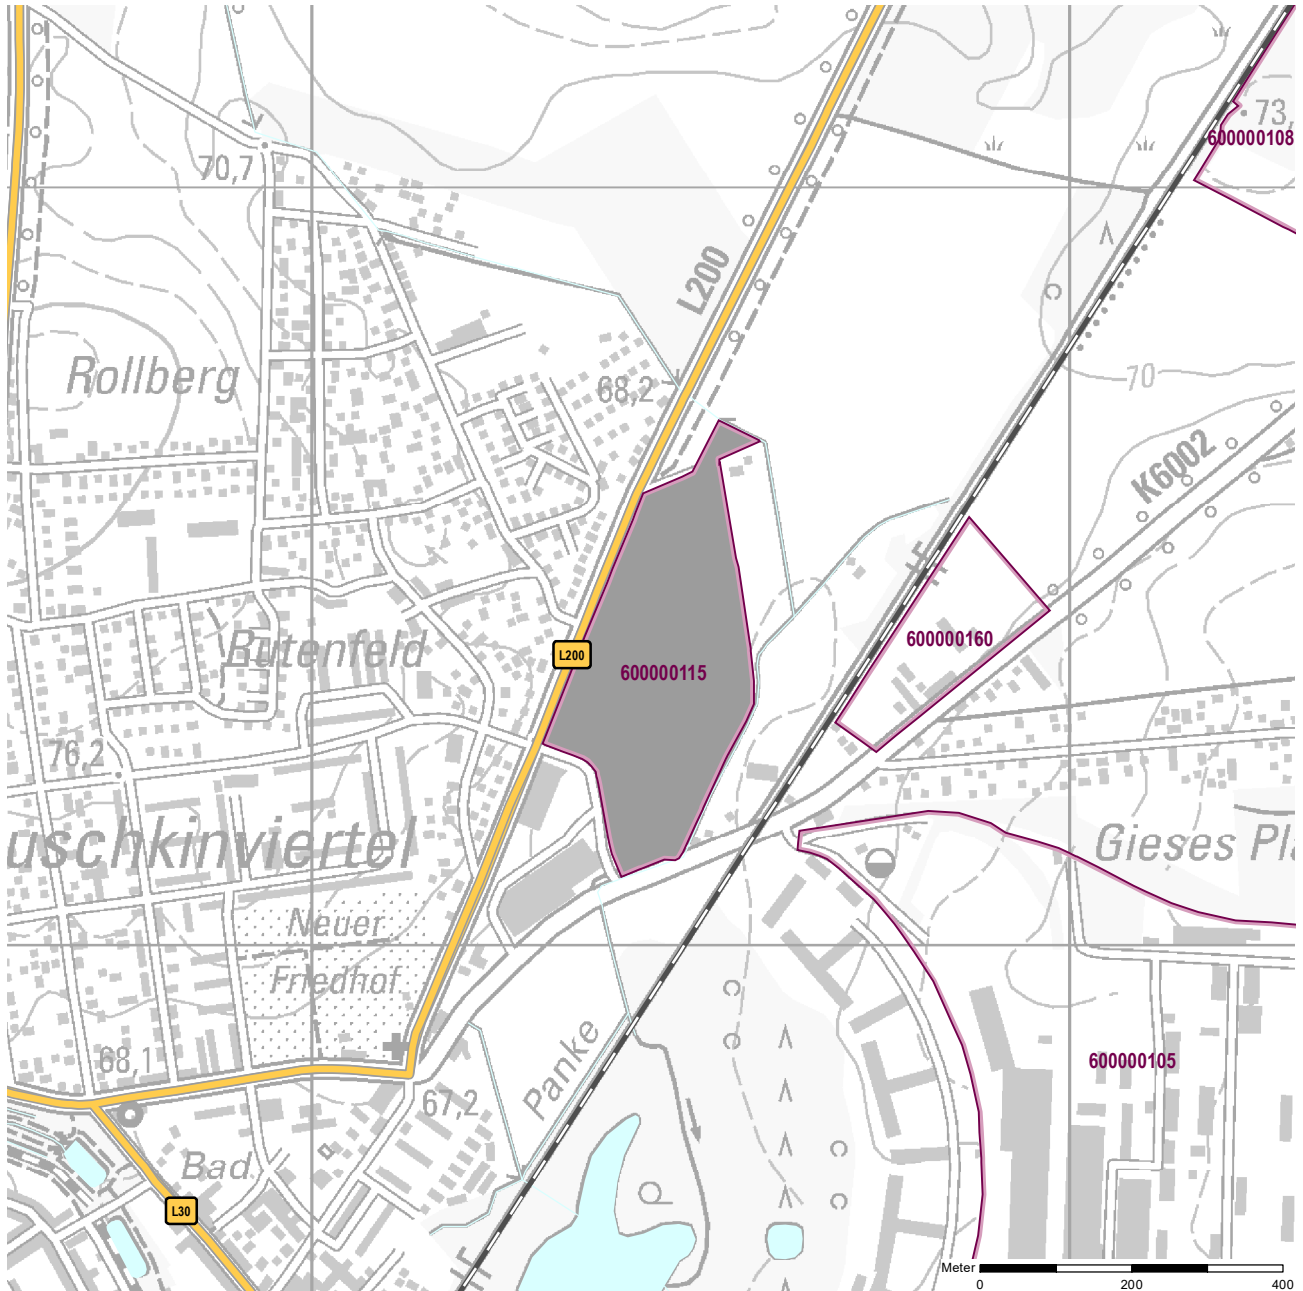 73,
600000108
70,7
L200
Rollberg
68,2
70
K6002
Rutenfeld
L200
600000115
600000160
76,2
uschkinviertel
Gieses Pla
Neuer
Friedhof
68,1
67,2
Panke
600000105
Bad
L30
Meter
0
200
400